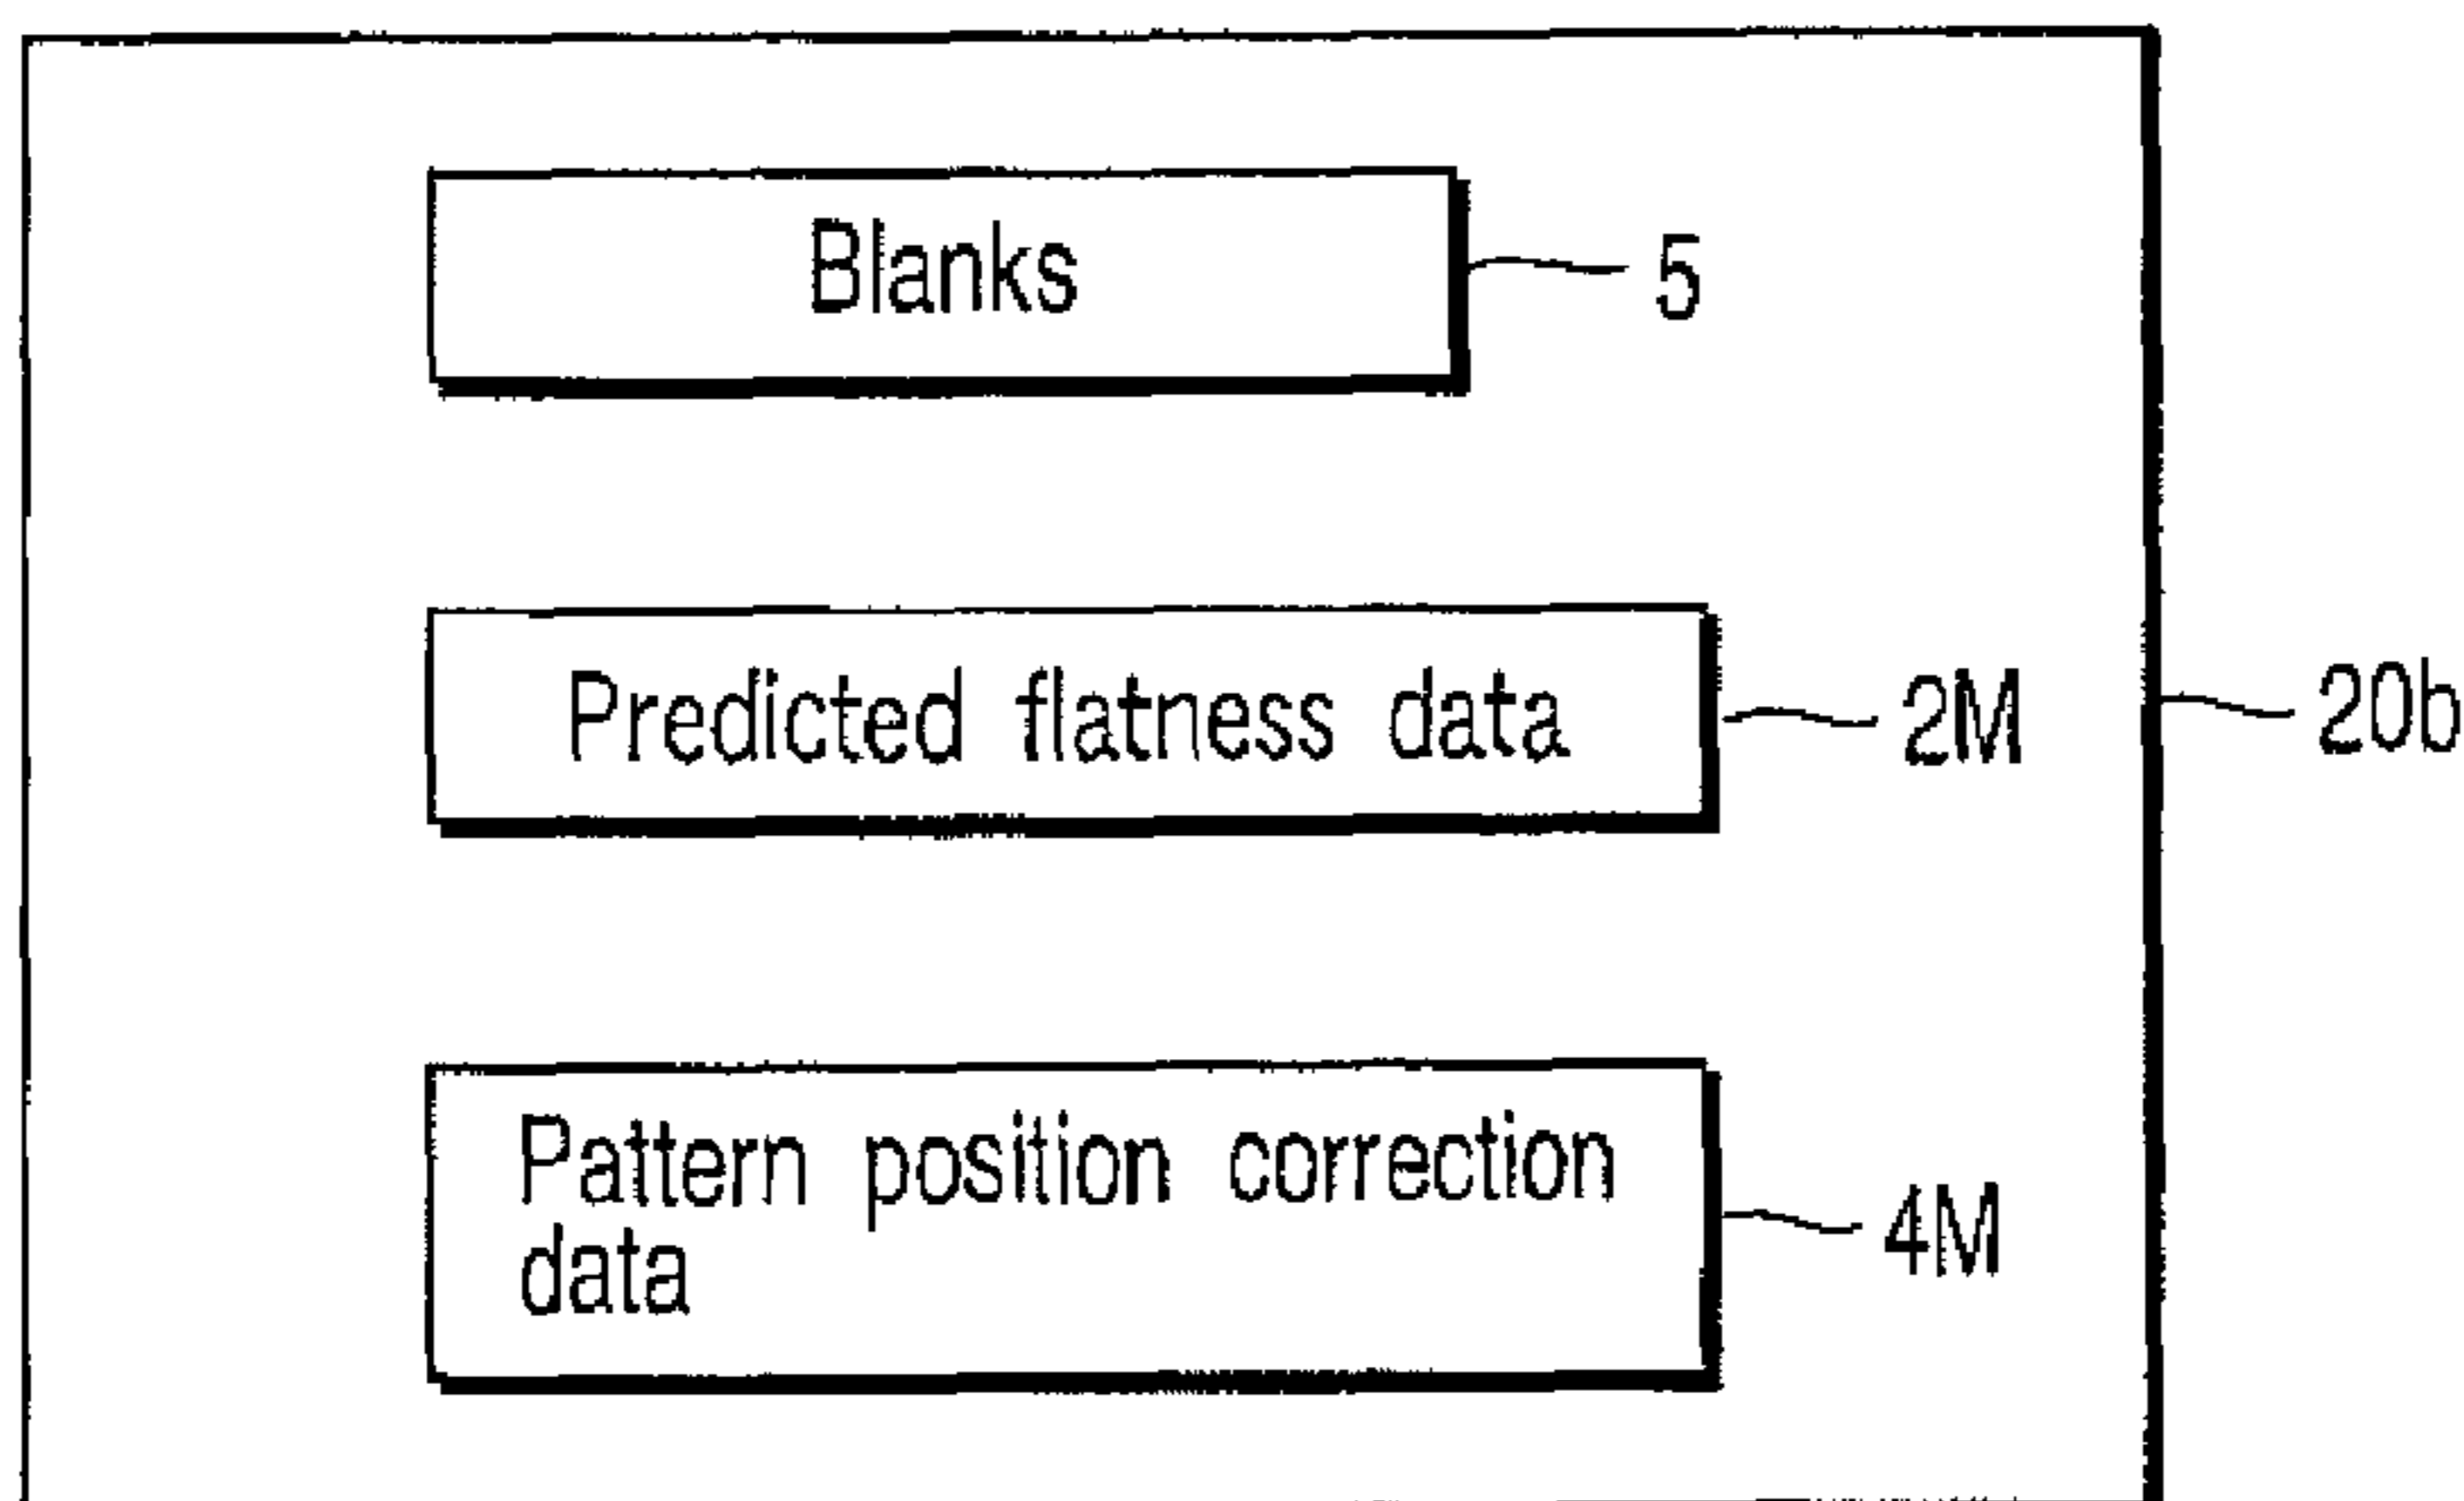 Blanks
5
Predicted flatness data
2M
20b
Pattern position correction
data
4M